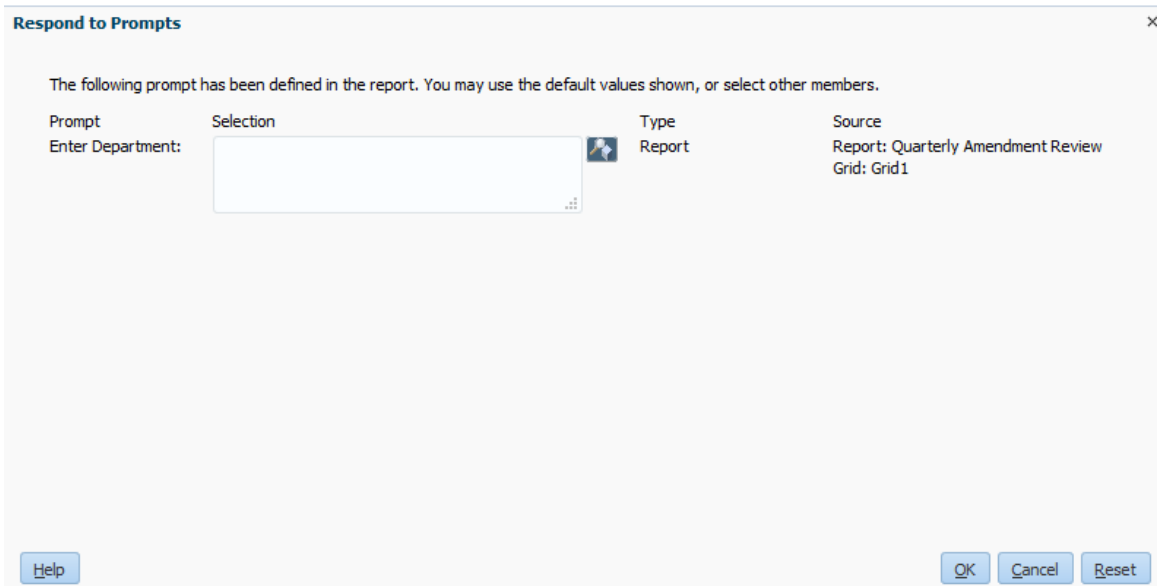 Respond to Prompts
The following prompt has been defined in the report. You may use the default values shown, or select other members.
Prompt Selection Type Source
Enter Department: Report Report: Quarterly Amendment Review
Grid: Grid1
Help OK Cancel Reset